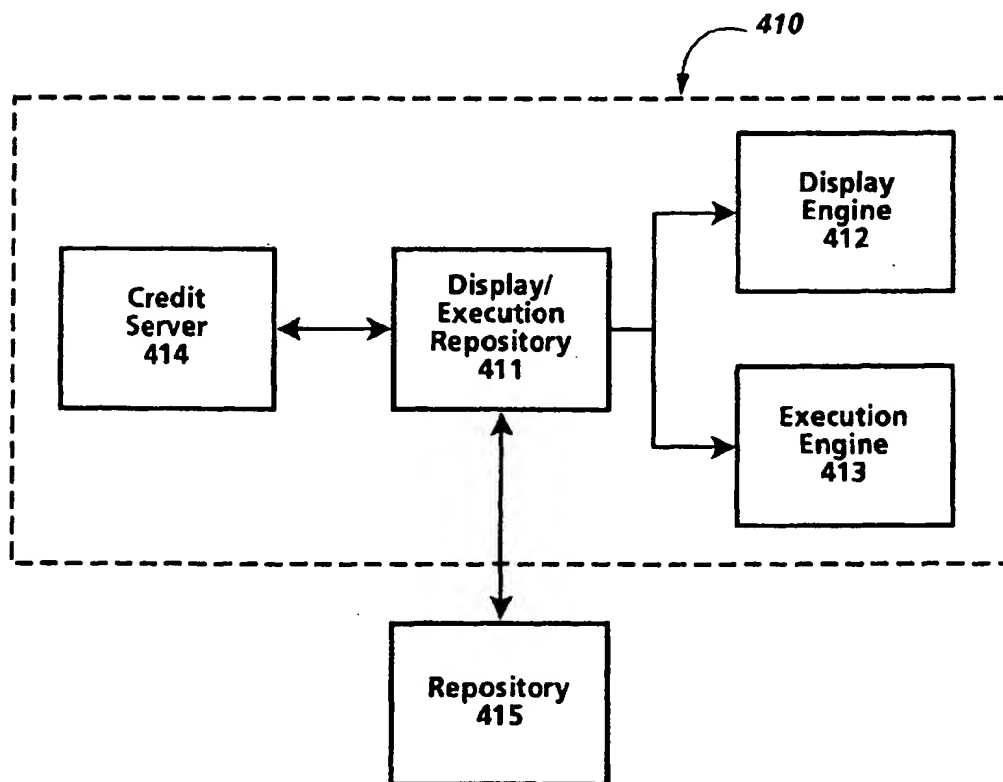 410
Display
Engine
412
Credit
Server
414
Display/
Execution
Repository
411
Execution
Engine
413
Repository
415